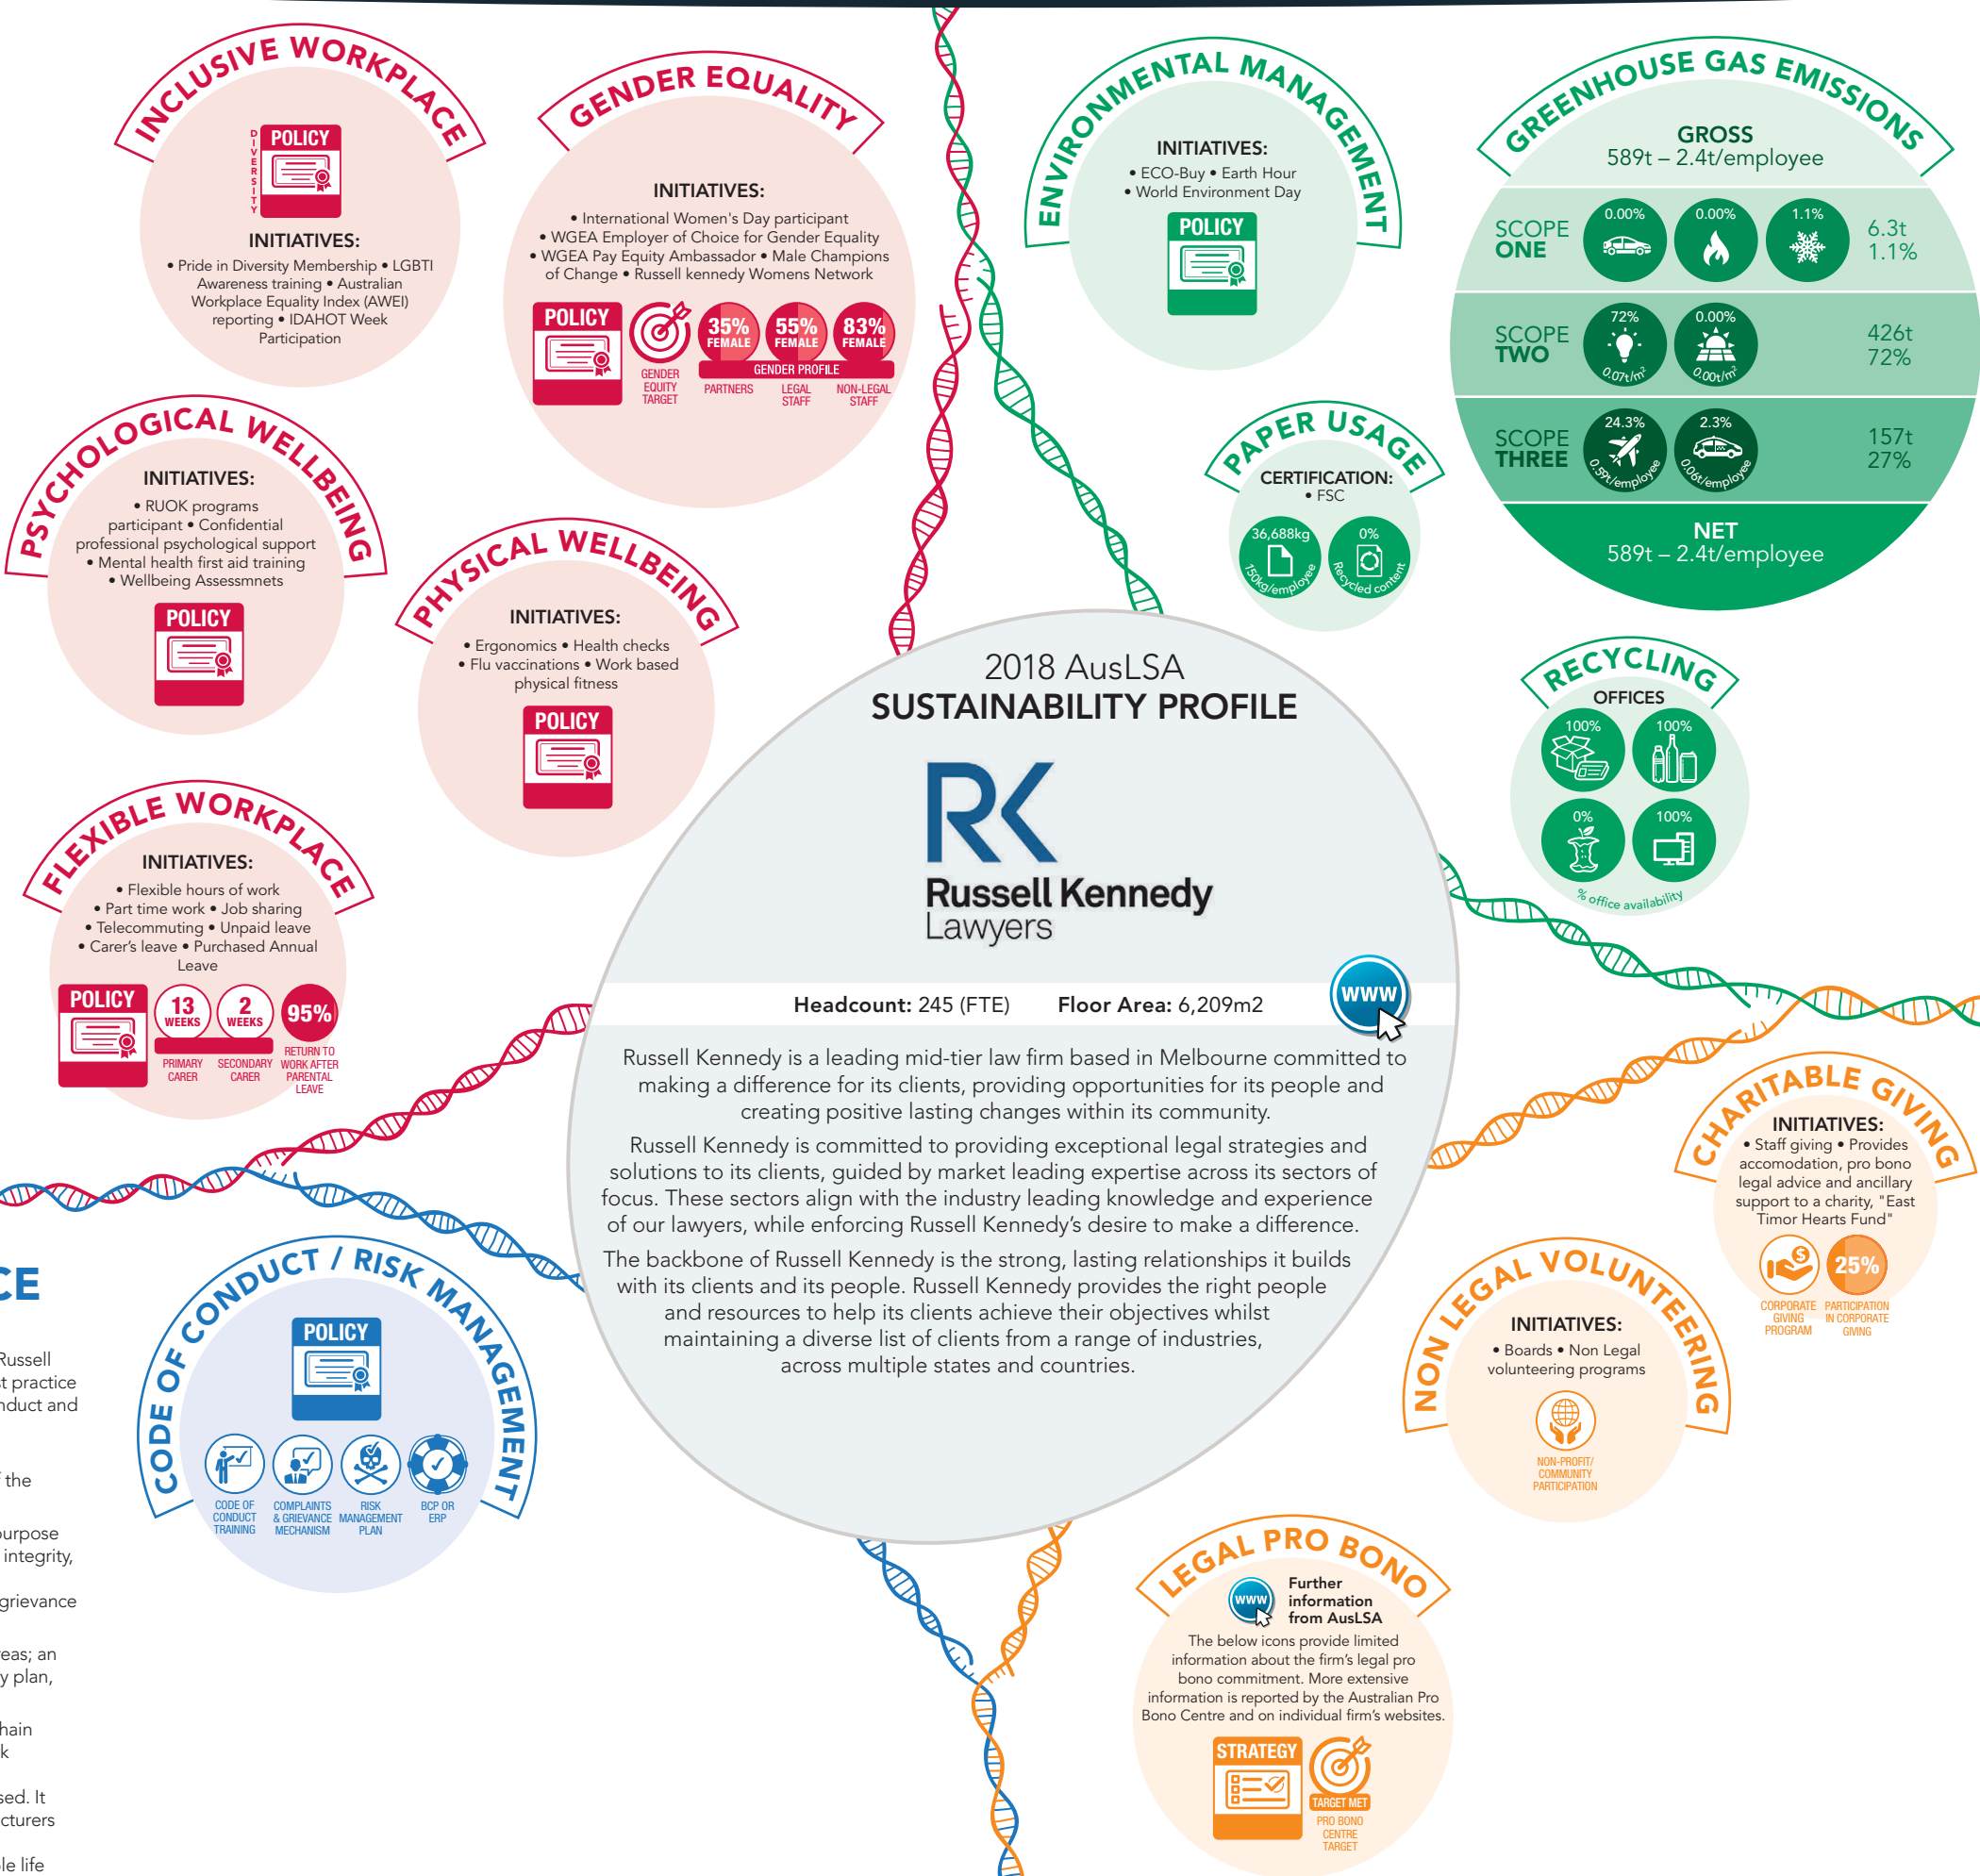 INCLUSIVE WORKPLACE
DIVERSITY
POLICY
INITIATIVES:
• Pride in Diversity Membership • LGBTI
Awareness training • Australian
Workplace Equality Index (AWEI)
reporting • IDAHOT Week
Participation
GENDER EQUALITY
INITIATIVES:
• International Women's Day participant
• WGEA Employer of Choice for Gender Equality
• WGEA Pay Equity Ambassador • Male Champions
of Change • Russell kennedy Womens Network
POLICY
GENDER
EQUITY
TARGET
35%
FEMALE
55%
FEMALE
83%
FEMALE
GENDER PROFILE
PARTNERS
LEGAL
STAFF
NON-LEGAL
STAFF
ENVIRONMENTAL MANAGEMENT
INITIATIVES:
• ECO-Buy • Earth Hour
• World Environment Day
POLICY
GREENHOUSE GAS EMISSIONS
GROSS
589t – 2.4t/employee
SCOPE
ONE
0.00%
0.00%
1.1%
6.3t
1.1%
SCOPE
TWO
72%
0.07t/m²
0.00%
0.00t/m²
426t
72%
SCOPE
THREE
24.3%
0.59t/employee
2.3%
0.06t/employee
157t
27%
NET
589t – 2.4t/employee
PSYCHOLOGICAL WELLBEING
INITIATIVES:
• RUOK programs
participant • Confidential
professional psychological support
• Mental health first aid training
• Wellbeing Assessmnets
POLICY
PHYSICAL WELLBEING
INITIATIVES:
• Ergonomics • Health checks
• Flu vaccinations • Work based
physical fitness
POLICY
PAPER USAGE
CERTIFICATION:
• FSC
36,688kg
150kg/employee
0%
Recycled content
RECYCLING
OFFICES
100%
100%
0%
100%
% office availability
FLEXIBLE WORKPLACE
INITIATIVES:
• Flexible hours of work
• Part time work • Job sharing
• Telecommuting • Unpaid leave
• Carer's leave • Purchased Annual
Leave
POLICY
13
WEEKS
2
WEEKS
95%
PRIMARY
CARER
SECONDARY
CARER
RETURN TO
WORK AFTER
PARENTAL
LEAVE
2018 AusLSA
SUSTAINABILITY PROFILE
RK
Russell Kennedy
Lawyers
Headcount: 245 (FTE) Floor Area: 6,209m2
www
Russell Kennedy is a leading mid-tier law firm based in Melbourne committed to
making a difference for its clients, providing opportunities for its people and
creating positive lasting changes within its community.
Russell Kennedy is committed to providing exceptional legal strategies and
solutions to its clients, guided by market leading expertise across its sectors of
focus. These sectors align with the industry leading knowledge and experience
of our lawyers, while enforcing Russell Kennedy's desire to make a difference.
The backbone of Russell Kennedy is the strong, lasting relationships it builds
with its clients and its people. Russell Kennedy provides the right people
and resources to help its clients achieve their objectives whilst
maintaining a diverse list of clients from a range of industries,
across multiple states and countries.
CHARITABLE GIVING
INITIATIVES:
• Staff giving • Provides
accomodation, pro bono
legal advice and ancillary
support to a charity, "East
Timor Hearts Fund"
25%
CORPORATE
GIVING
PROGRAM
PARTICIPATION
IN CORPORATE
GIVING
NON LEGAL VOLUNTEERING
INITIATIVES:
• Boards • Non Legal
volunteering programs
NON-PROFIT/
COMMUNITY
PARTICIPATION
CODE OF CONDUCT / RISK MANAGEMENT
POLICY
CODE OF
CONDUCT
TRAINING
COMPLAINTS
& GRIEVANCE
MECHANISM
RISK
MANAGEMENT
PLAN
BCP OR
ERP
LEGAL PRO BONO
www
Further
information
from AusLSA
The below icons provide limited
information about the firm's legal pro
bono commitment. More extensive
information is reported by the Australian Pro
Bono Centre and on individual firm's websites.
STRATEGY
TARGET MET
PRO BONO
CENTRE
TARGET
CE
Russell
t practice
nduct and
the
purpose
integrity,
grievance
eas; an
y plan,
hain
k
sed. It
cturers
le life